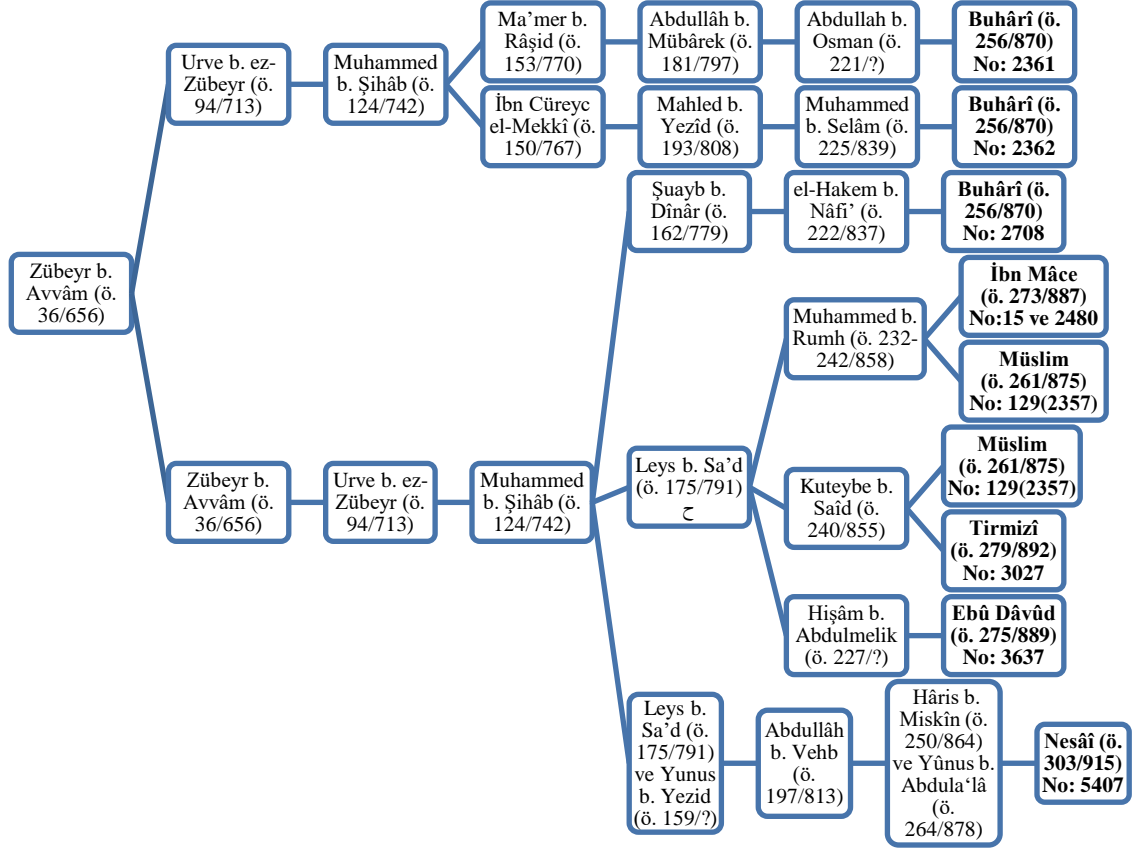 Zübeyr b.
Avvâm (ö.
36/656)
Urve b. ez-
Zübeyr (ö.
94/713)
Muhammed
b. Şihâb (ö.
124/742)
Ma’mer b.
Râşid (ö.
153/770)
Abdullâh b.
Mübârek (ö.
181/797)
Abdullah b.
Osman (ö.
221/?)
Buhârî (ö.
256/870)
No: 2361
İbn Cüreyc
el-Mekkî (ö.
150/767)
Mahled b.
Yezîd (ö.
193/808)
Muhammed
b. Selâm (ö.
225/839)
Buhârî (ö.
256/870)
No: 2362
Zübeyr b.
Avvâm (ö.
36/656)
Urve b. ez-
Zübeyr (ö.
94/713)
Muhammed
b. Şihâb (ö.
124/742)
Şuayb b.
Dînâr (ö.
162/779)
el-Hakem b.
Nâfi’ (ö.
222/837)
Buhârî (ö.
256/870)
No: 2708
Leys b. Sa’d
(ö. 175/791)
ح
Muhammed b.
Rumh (ö. 232-
242/858)
İbn Mâce
(ö. 273/887)
No:15 ve 2480
Müslim
(ö. 261/875)
No: 129(2357)
Kuteybe b.
Saîd (ö.
240/855)
Müslim
(ö. 261/875)
No: 129(2357)
Tirmizî
(ö. 279/892)
No: 3027
Hişâm b.
Abdulmelik
(ö. 227/?)
Ebû Dâvûd
(ö. 275/889)
No: 3637
Leys b.
Sa’d (ö.
175/791)
ve Yunus
b. Yezid
(ö. 159/?)
Abdullâh
b. Vehb
(ö.
197/813)
Hâris b.
Miskîn (ö.
250/864)
ve Yûnus b.
Abdula‘lâ
(ö.
264/878)
Nesâî (ö.
303/915)
No: 5407